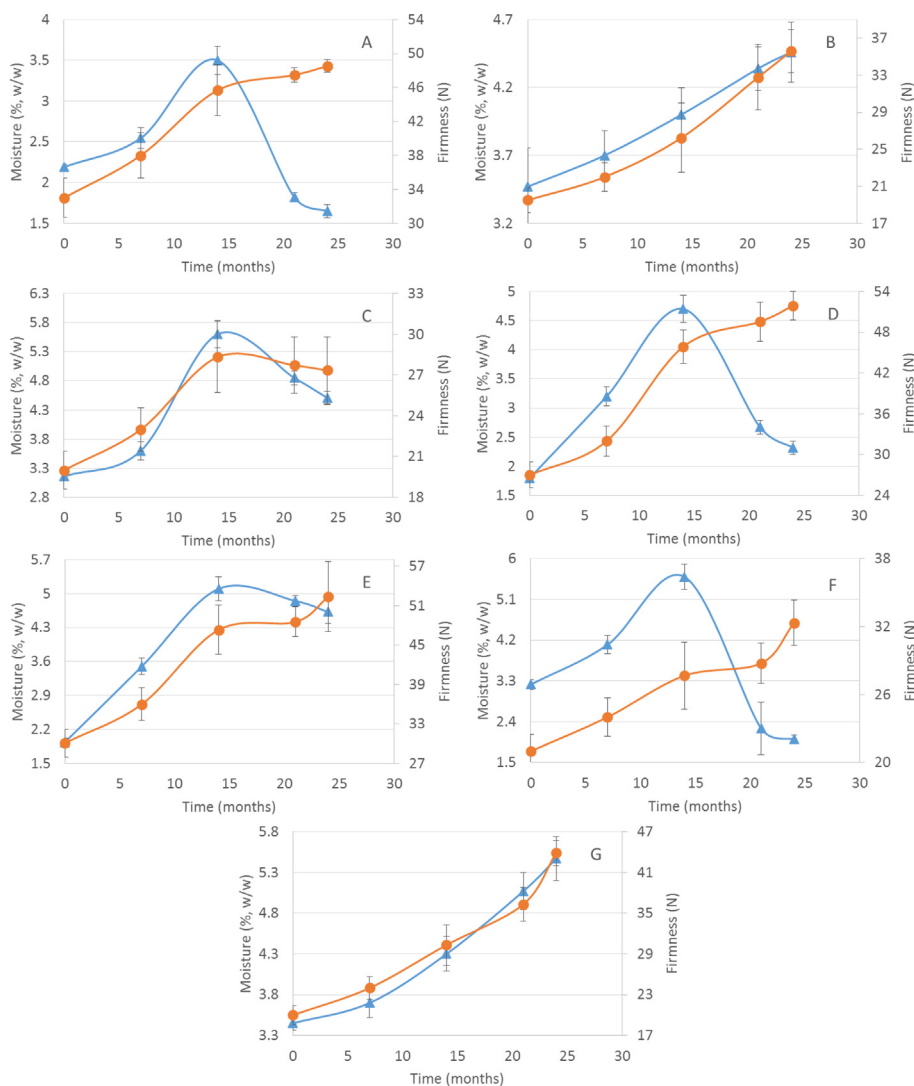 A
Moisture (%, w/w)
4
3.5
3
2.5
2
1.5
54
50
46
42
38
34
30
Firmness (N)
0 5 10 15 20 25 30
Time (months)
B
Moisture (%, w/w)
4.7
4.2
3.7
3.2
37
33
29
25
21
17
Firmness (N)
0 5 10 15 20 25 30
Time (months)
C
Moisture (%, w/w)
6.3
5.8
5.3
4.8
4.3
3.8
3.3
2.8
33
30
27
24
21
18
Firmness (N)
0 5 10 15 20 25 30
Time (months)
D
Moisture (%, w/w)
5
4.5
4
3.5
3
2.5
2
1.5
54
48
42
36
30
24
Firmness (N)
0 5 10 15 20 25 30
Time (months)
E
Moisture (%, w/w)
5.7
5
4.3
3.6
2.9
2.2
1.5
57
51
45
39
33
27
Firmness (N)
0 5 10 15 20 25 30
Time (months)
F
Moisture (%, w/w)
6
5.1
4.2
3.3
2.4
1.5
38
32
26
20
Firmness (N)
0 5 10 15 20 25 30
Time (months)
G
Moisture (%, w/w)
5.8
5.3
4.8
4.3
3.8
3.3
47
41
35
29
23
17
Firmness (N)
0 5 10 15 20 25 30
Time (months)